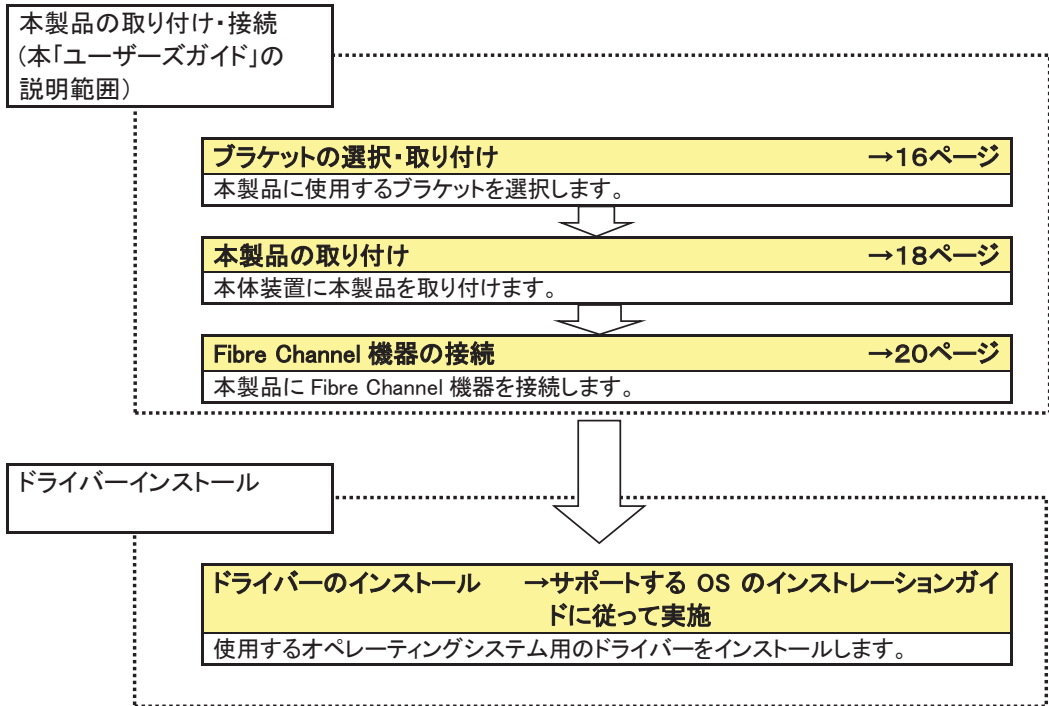 本製品の取り付け・接続
(本「ユーザーズガイド」の
説明範囲)
ブラケットの選択・取り付け →16ページ
本製品に使用するブラケットを選択します。
本製品の取り付け →18ページ
本体装置に本製品を取り付けます。
Fibre Channel 機器の接続 →20ページ
本製品に Fibre Channel 機器を接続します。
ドライバーインストール
ドライバーのインストール →サポートする OS のインストレーションガイ
ドに従って実施
使用するオペレーティングシステム用のドライバーをインストールします。